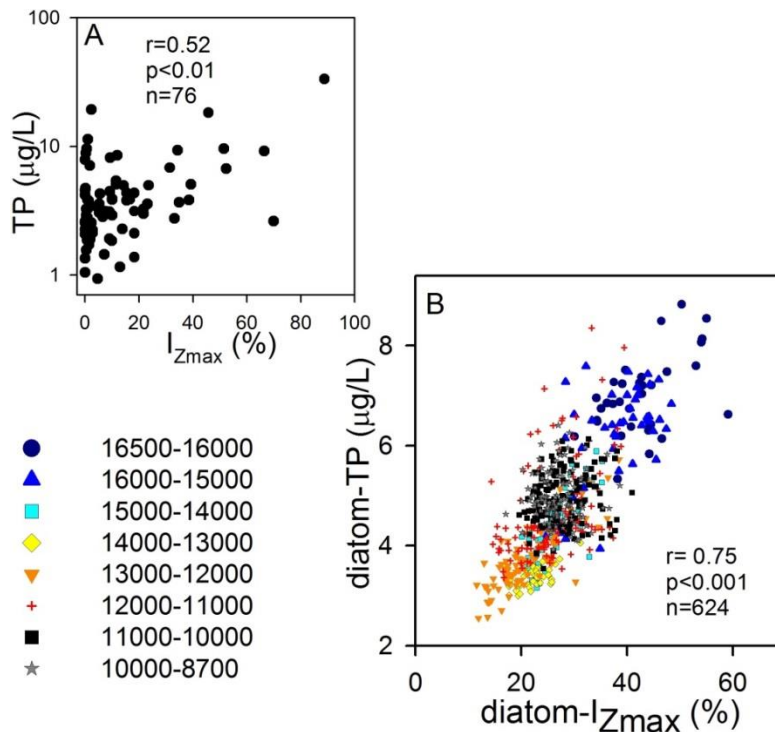 A
r=0.52
p<0.01
n=76
TP (µg/L)
100
10
1
0 20 40 60 80 100
I_Zmax (%)
B
diatom-TP (µg/L)
8
6
4
2
r= 0.75
p<0.001
n=624
0 20 40 60
diatom-I_Zmax (%)
16500-16000
16000-15000
15000-14000
14000-13000
13000-12000
12000-11000
11000-10000
10000-8700